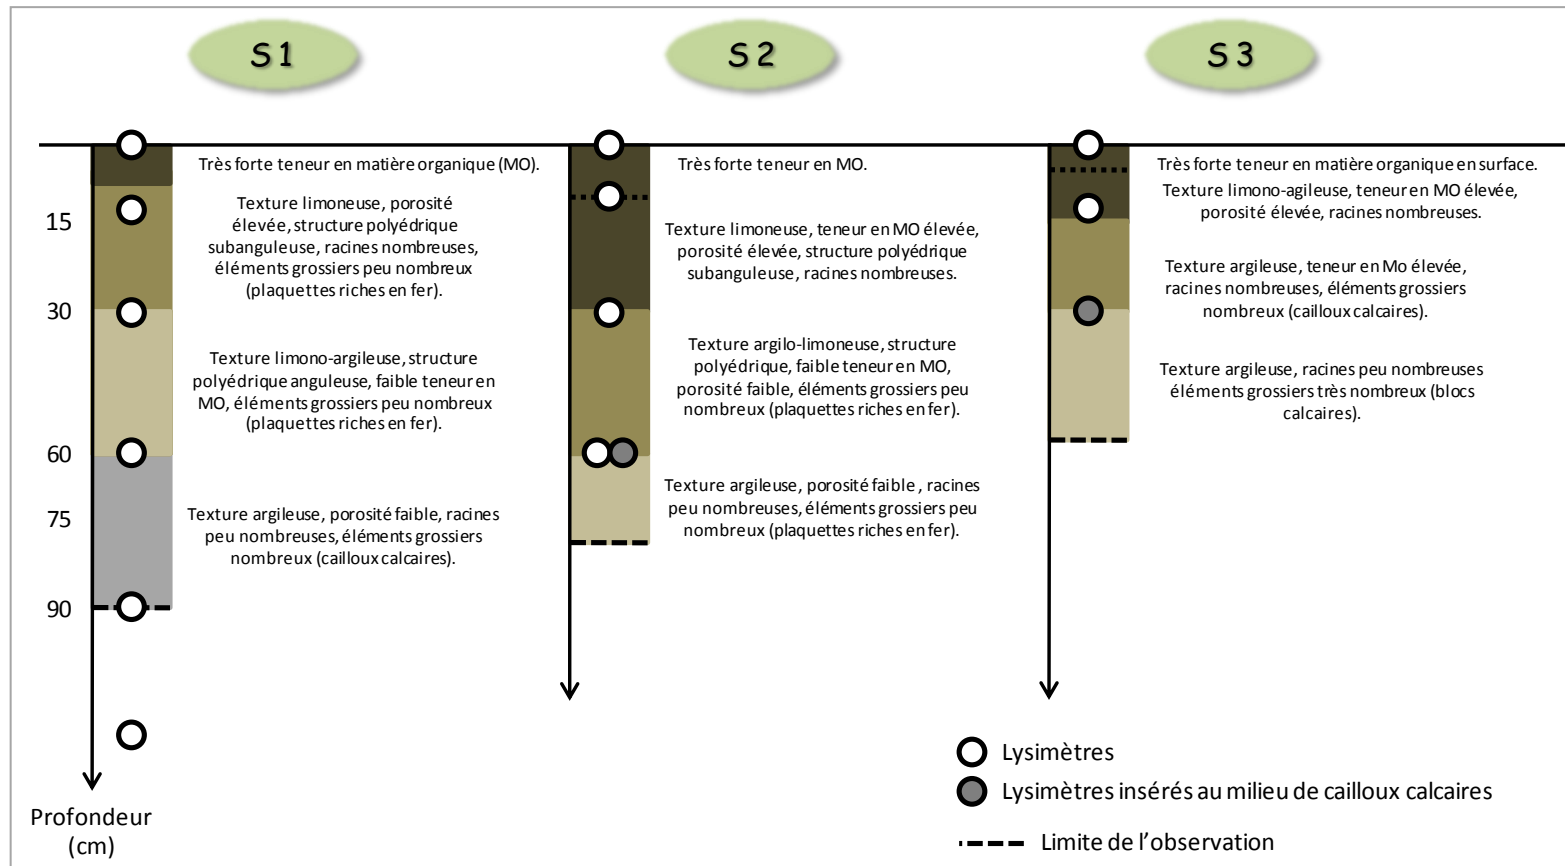 S 1
S 2
S 3
Très forte teneur en matière organique (MO).
Texture limoneuse, porosité
élevée, structure polyédrique
subanguleuse, racines nombreuses,
éléments grossiers peu nombreux
(plaquettes riches en fer).
Texture limono-argileuse, structure
polyédrique anguleuse, faible teneur en
MO, éléments grossiers peu nombreux
(plaquettes riches en fer).
Texture argileuse, porosité faible, racines
peu nombreuses, éléments grossiers
nombreux (cailloux calcaires).
Très forte teneur en MO.
Texture limoneuse, teneur en MO élevée,
porosité élevée, structure polyédrique
subanguleuse, racines nombreuses.
Texture argilo-limoneuse, structure
polyédrique, faible teneur en MO,
porosité faible, éléments grossiers peu
nombreux (plaquettes riches en fer).
Texture argileuse, porosité faible , racines
peu nombreuses, éléments grossiers peu
nombreux (plaquettes riches en fer).
Très forte teneur en matière organique en surface.
Texture limono-agileuse, teneur en MO élevée,
porosité élevée, racines nombreuses.
Texture argileuse, teneur en Mo élevée,
racines nombreuses, éléments grossiers
nombreux (cailloux calcaires).
Texture argileuse, racines peu nombreuses
éléments grossiers très nombreux (blocs
calcaires).
15
30
60
75
90
Profondeur
(cm)
Lysimètres
Lysimètres insérés au milieu de cailloux calcaires
Limite de l'observation